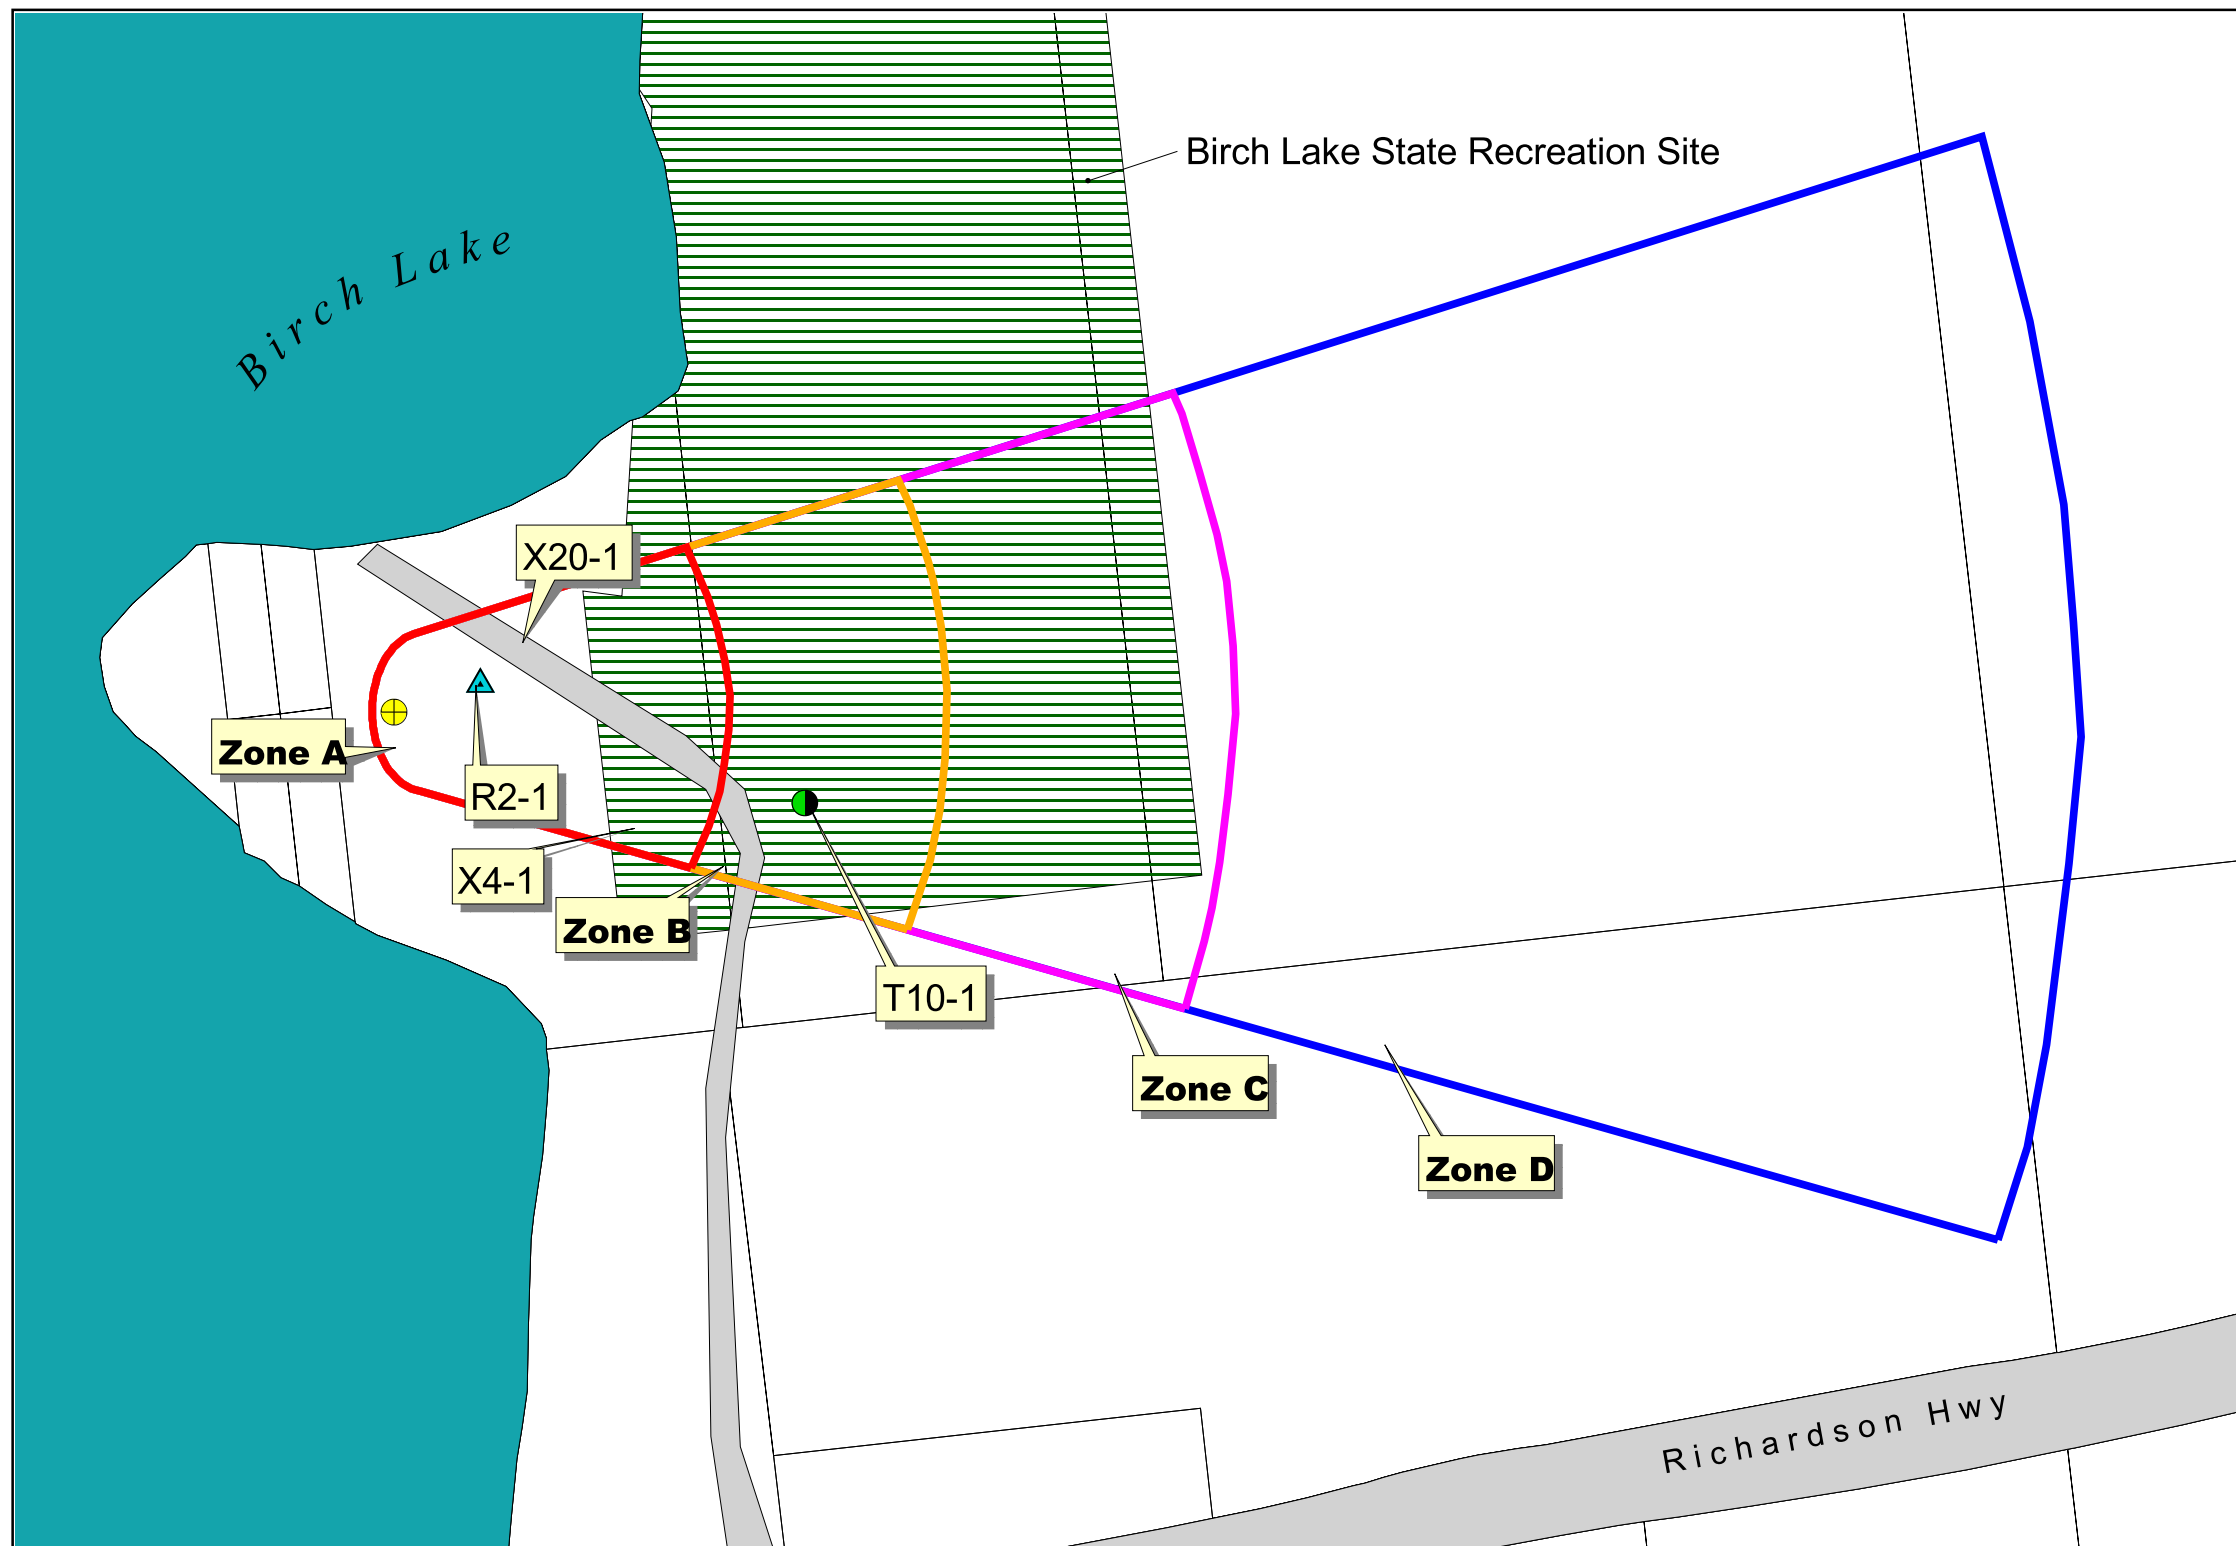 Birch Lake State Recreation Site
Birch Lake
X20-1
Zone A
R2-1
X4-1
Zone B
T10-1
Zone C
Zone D
Richardson Hwy